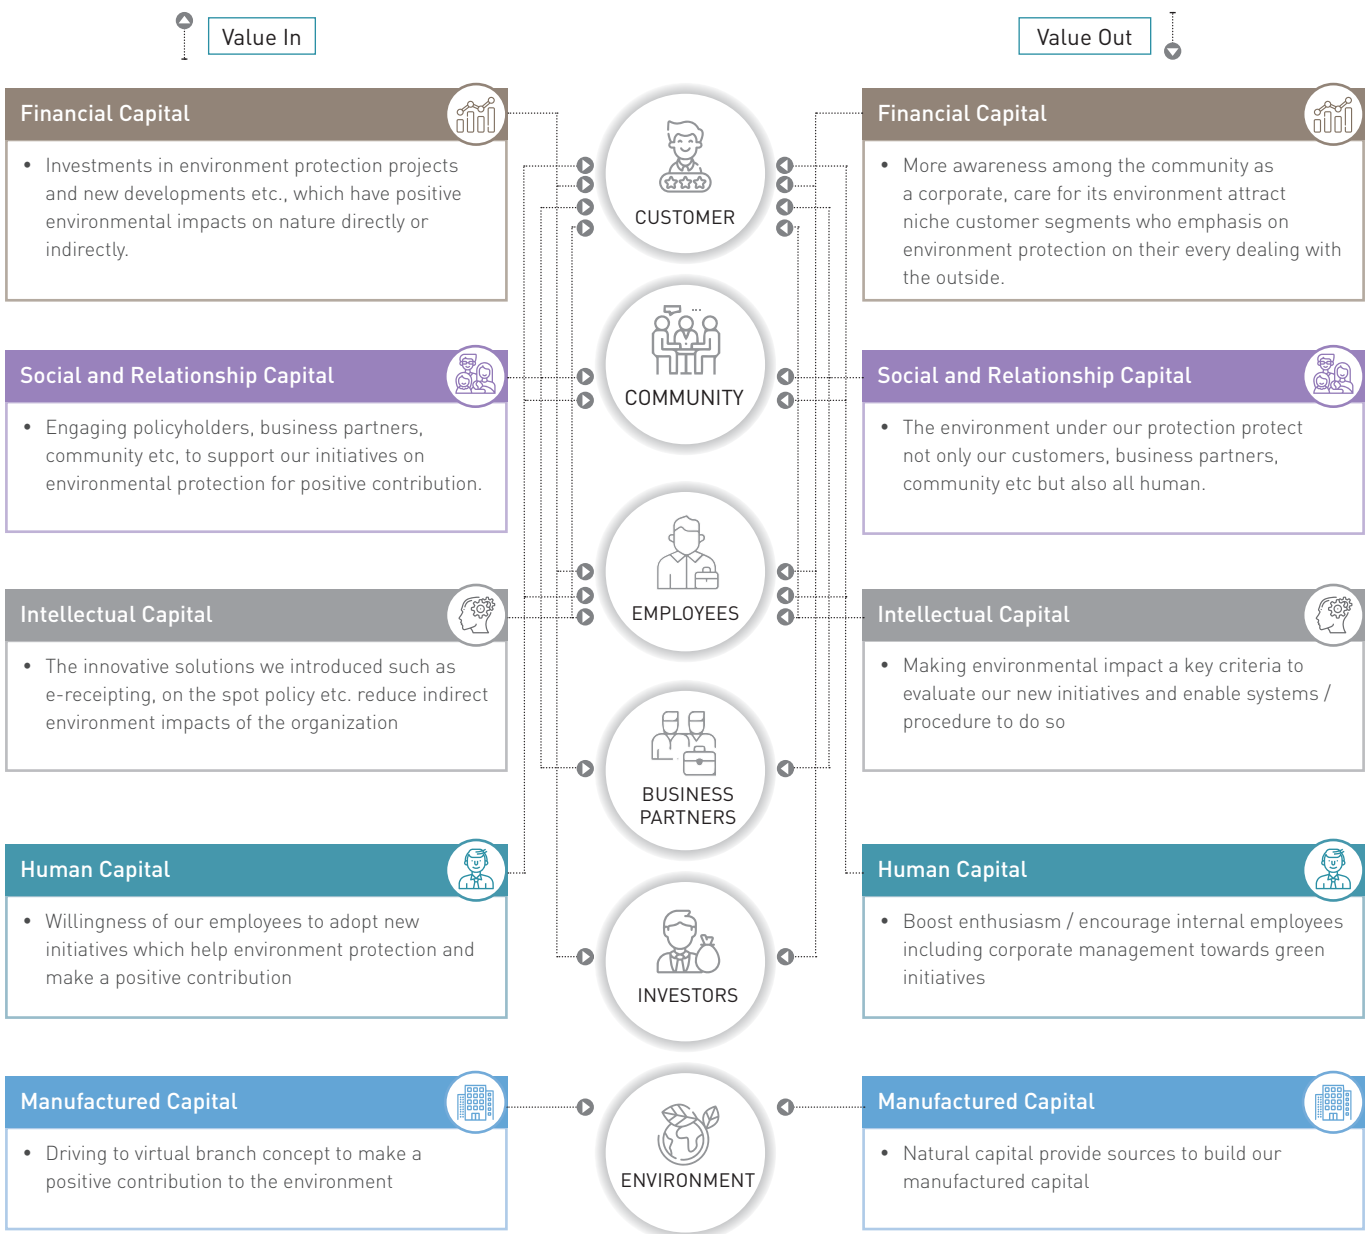 Value In
Value Out
Financial Capital
• Investments in environment protection projects
and new developments etc., which have positive
environmental impacts on nature directly or
indirectly.
Social and Relationship Capital
• Engaging policyholders, business partners,
community etc, to support our initiatives on
environmental protection for positive contribution.
Intellectual Capital
• The innovative solutions we introduced such as
e-receipting, on the spot policy etc. reduce indirect
environment impacts of the organization
Human Capital
• Willingness of our employees to adopt new
initiatives which help environment protection and
make a positive contribution
Manufactured Capital
• Driving to virtual branch concept to make a
positive contribution to the environment
CUSTOMER
COMMUNITY
EMPLOYEES
BUSINESS
PARTNERS
INVESTORS
ENVIRONMENT
Financial Capital
• More awareness among the community as
a corporate, care for its environment attract
niche customer segments who emphasis on
environment protection on their every dealing with
the outside.
Social and Relationship Capital
• The environment under our protection protect
not only our customers, business partners,
community etc but also all human.
Intellectual Capital
• Making environmental impact a key criteria to
evaluate our new initiatives and enable systems /
procedure to do so
Human Capital
• Boost enthusiasm / encourage internal employees
including corporate management towards green
initiatives
Manufactured Capital
• Natural capital provide sources to build our
manufactured capital